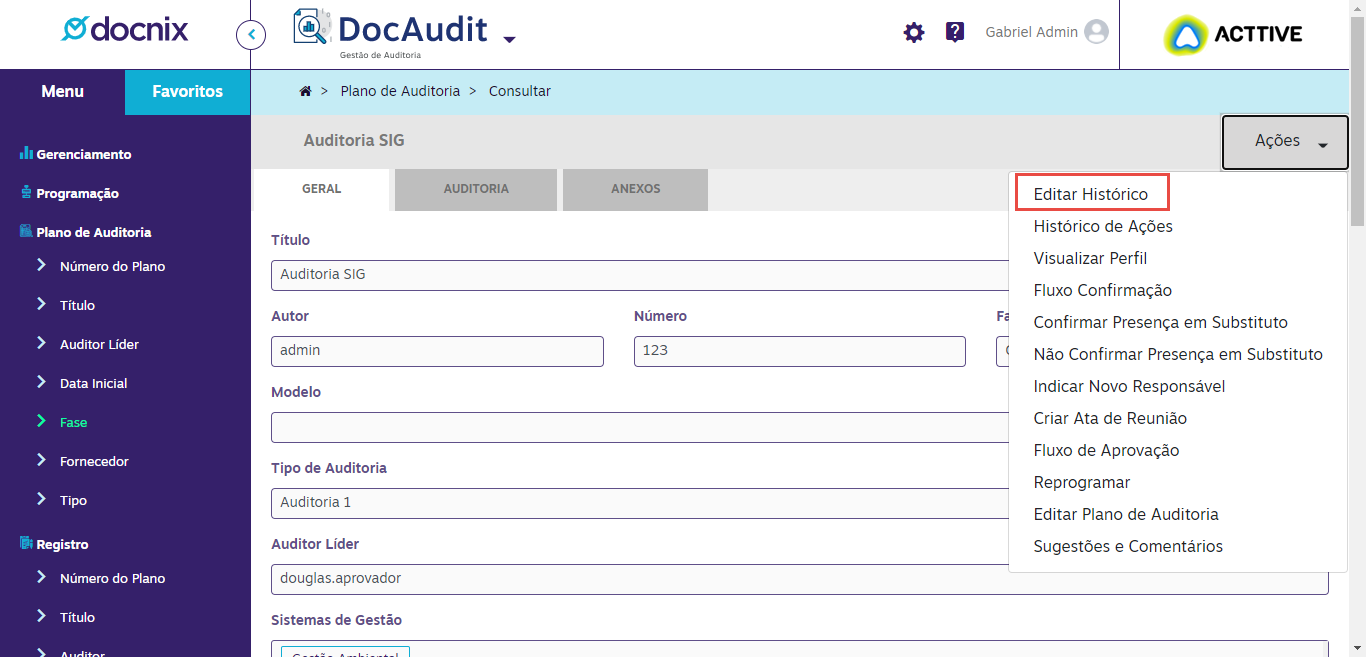 docnix
DocAudit
Gestão de Auditoria
Gabriel Admin
ACTTIVE
Menu
Favoritos
Plano de Auditoria > Consultar
Gerenciamento
Programação
Plano de Auditoria
Número do Plano
Título
Auditor Líder
Data Inicial
Fase
Fornecedor
Tipo
Registro
Número do Plano
Título
Auditor
Auditoria SIG
Ações
GERAL
AUDITORIA
ANEXOS
Título
Auditoria SIG
Autor
Número
admin
123
Modelo
Tipo de Auditoria
Auditoria 1
Auditor Líder
douglas.aprovador
Sistemas de Gestão
Gestão Ambiental
Editar Histórico
Histórico de Ações
Visualizar Perfil
Fluxo Confirmação
Confirmar Presença em Substituto
Não Confirmar Presença em Substituto
Indicar Novo Responsável
Criar Ata de Reunião
Fluxo de Aprovação
Reprogramar
Editar Plano de Auditoria
Sugestões e Comentários